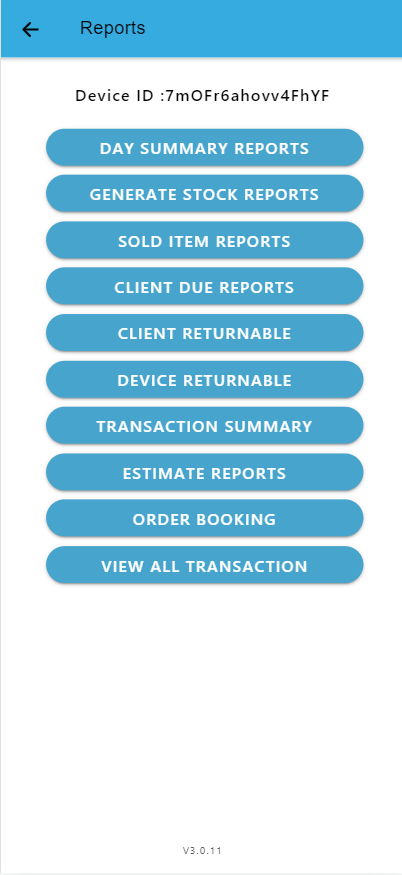 Reports
Device ID :7mOFr6ahovv4FhYF
DAY SUMMARY REPORTS
GENERATE STOCK REPORTS
SOLD ITEM REPORTS
CLIENT DUE REPORTS
CLIENT RETURNABLE
DEVICE RETURNABLE
TRANSACTION SUMMARY
ESTIMATE REPORTS
ORDER BOOKING
VIEW ALL TRANSACTION
V3.0.11